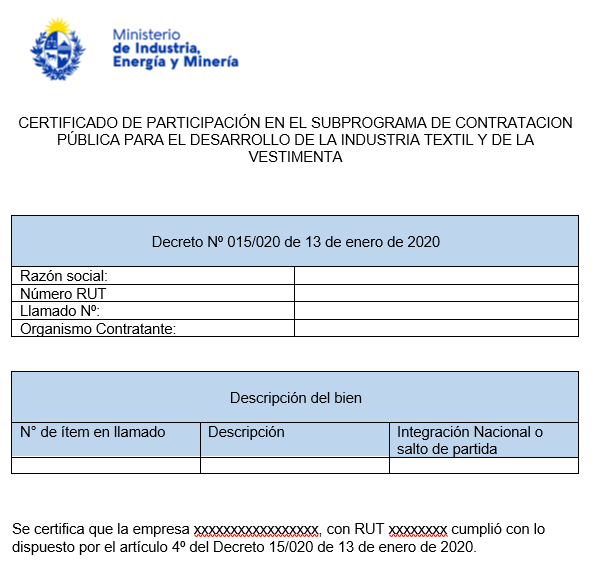 Ministerio
de Industria,
Energía y Minería
CERTIFICADO DE PARTICIPACIÓN EN EL SUBPROGRAMA DE CONTRATACION
PÚBLICA PARA EL DESARROLLO DE LA INDUSTRIA TEXTIL Y DE LA
VESTIMENTA
Decreto Nº 015/020 de 13 de enero de 2020
Razón social:
Número RUT
Llamado Nº:
Organismo Contratante:
Descripción del bien
N° de ítem en llamado
Descripción
Integración Nacional o
salto de partida
Se certifica que la empresa xxxxxxxxxxxxxxxxx, con RUT xxxxxxxx cumplió con lo
dispuesto por el artículo 4º del Decreto 15/020 de 13 de enero de 2020.